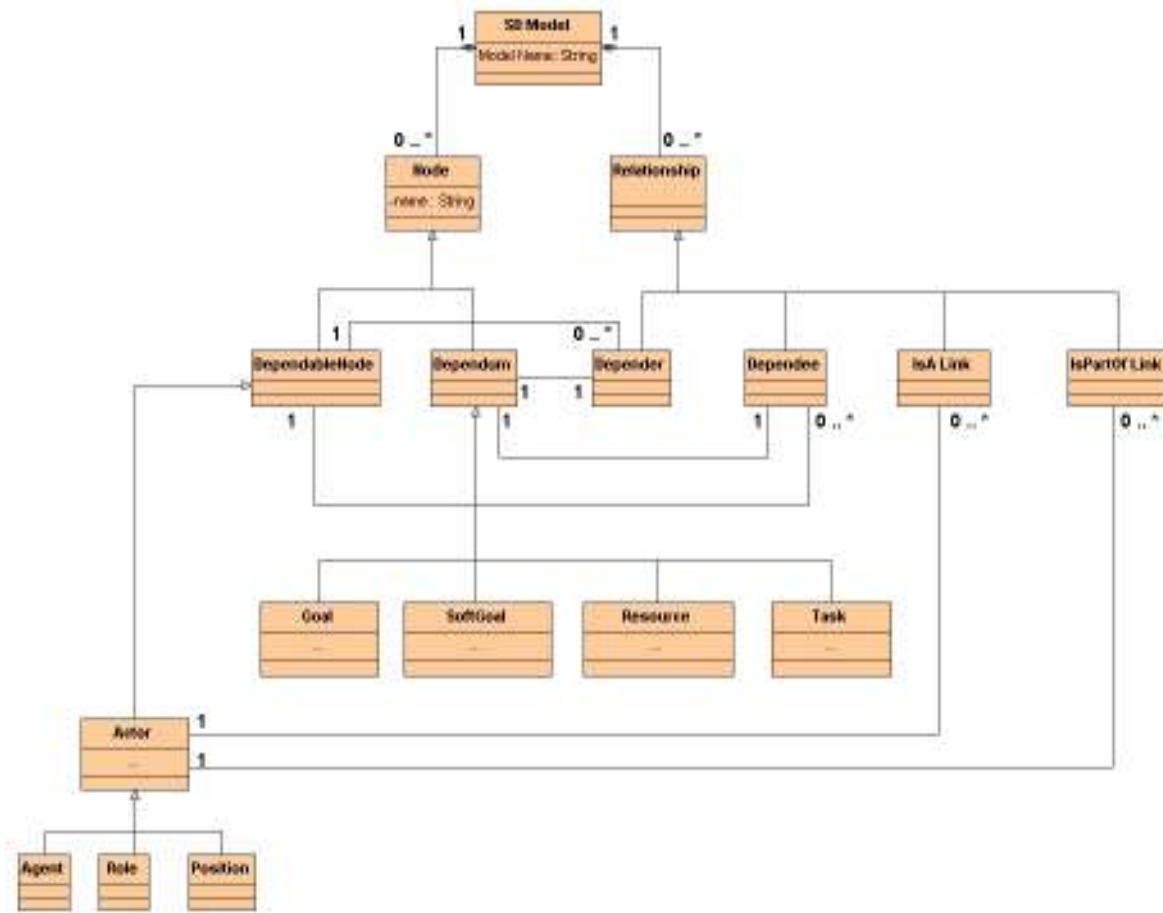 SD Model
1
1
Model Name : String
0 .. *
0 .. *
Node
Relationship
-name : String
1
0 .. *
DependableNode
Dependum
Depender
Dependee
IsA Link
IsPartOf Link
1
1
1
1
1
0 .. *
0 .. *
0 .. *
Goal
SoftGoal
Resource
Task
...
...
...
...
Actor
1
...
1
Agent
Role
Position